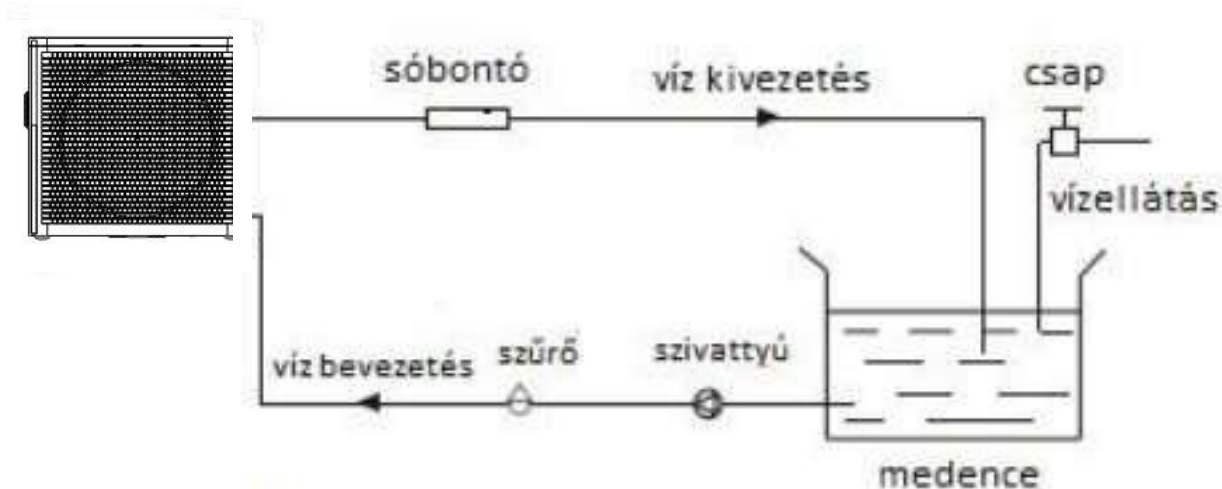 sóbontó
víz kivezetés
csap
vízellátás
víz bevezetés
szűrő
szivattyú
medence